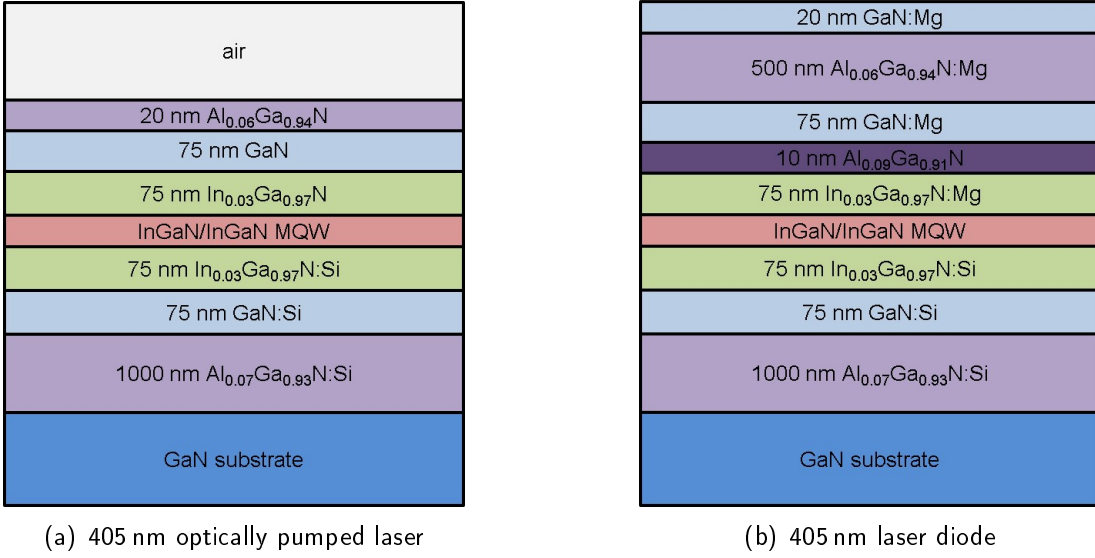 air
20 nm Al₀.₀₆Ga₀.₉₄N
75 nm GaN
75 nm In₀.₀₃Ga₀.₉₇N
InGaN/InGaN MQW
75 nm In₀.₀₃Ga₀.₉₇N:Si
75 nm GaN:Si
1000 nm Al₀.₀₇Ga₀.₉₃N:Si
GaN substrate
(a) 405 nm optically pumped laser
20 nm GaN:Mg
500 nm Al₀.₀₆Ga₀.₉₄N:Mg
75 nm GaN:Mg
10 nm Al₀.₀₉Ga₀.₉₁N
75 nm In₀.₀₃Ga₀.₉₇N:Mg
InGaN/InGaN MQW
75 nm In₀.₀₃Ga₀.₉₇N:Si
75 nm GaN:Si
1000 nm Al₀.₀₇Ga₀.₉₃N:Si
GaN substrate
(b) 405 nm laser diode